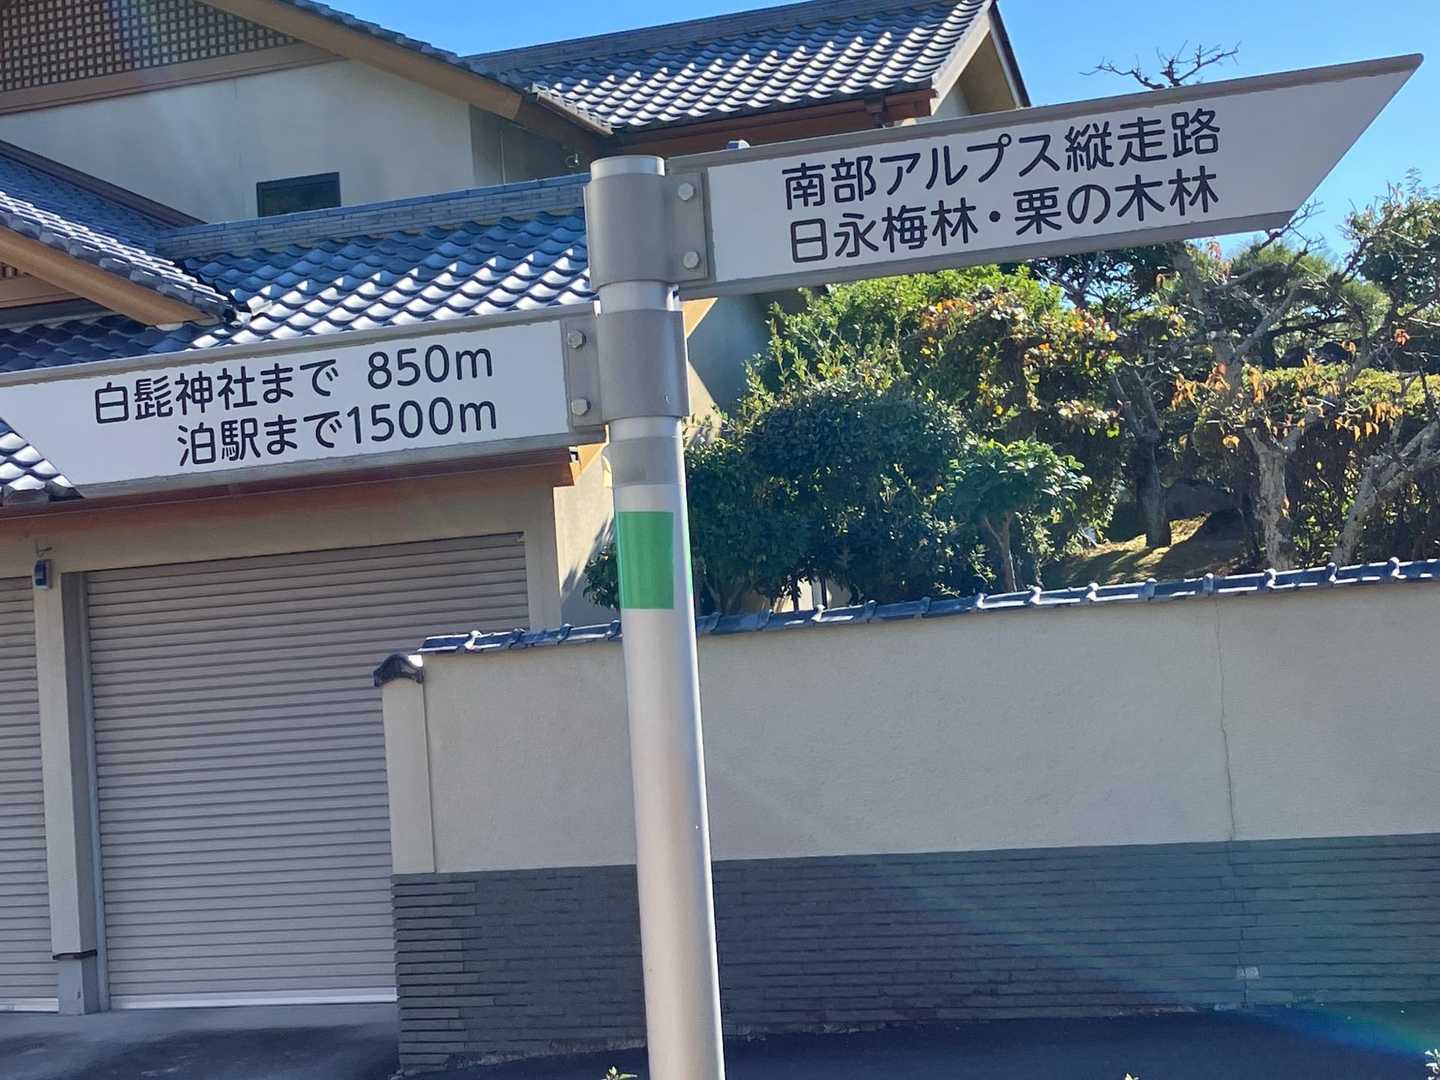 南部アルプス縦走路
日永梅林・栗の木林
白髭神社まで 850m
泊駅まで1500m